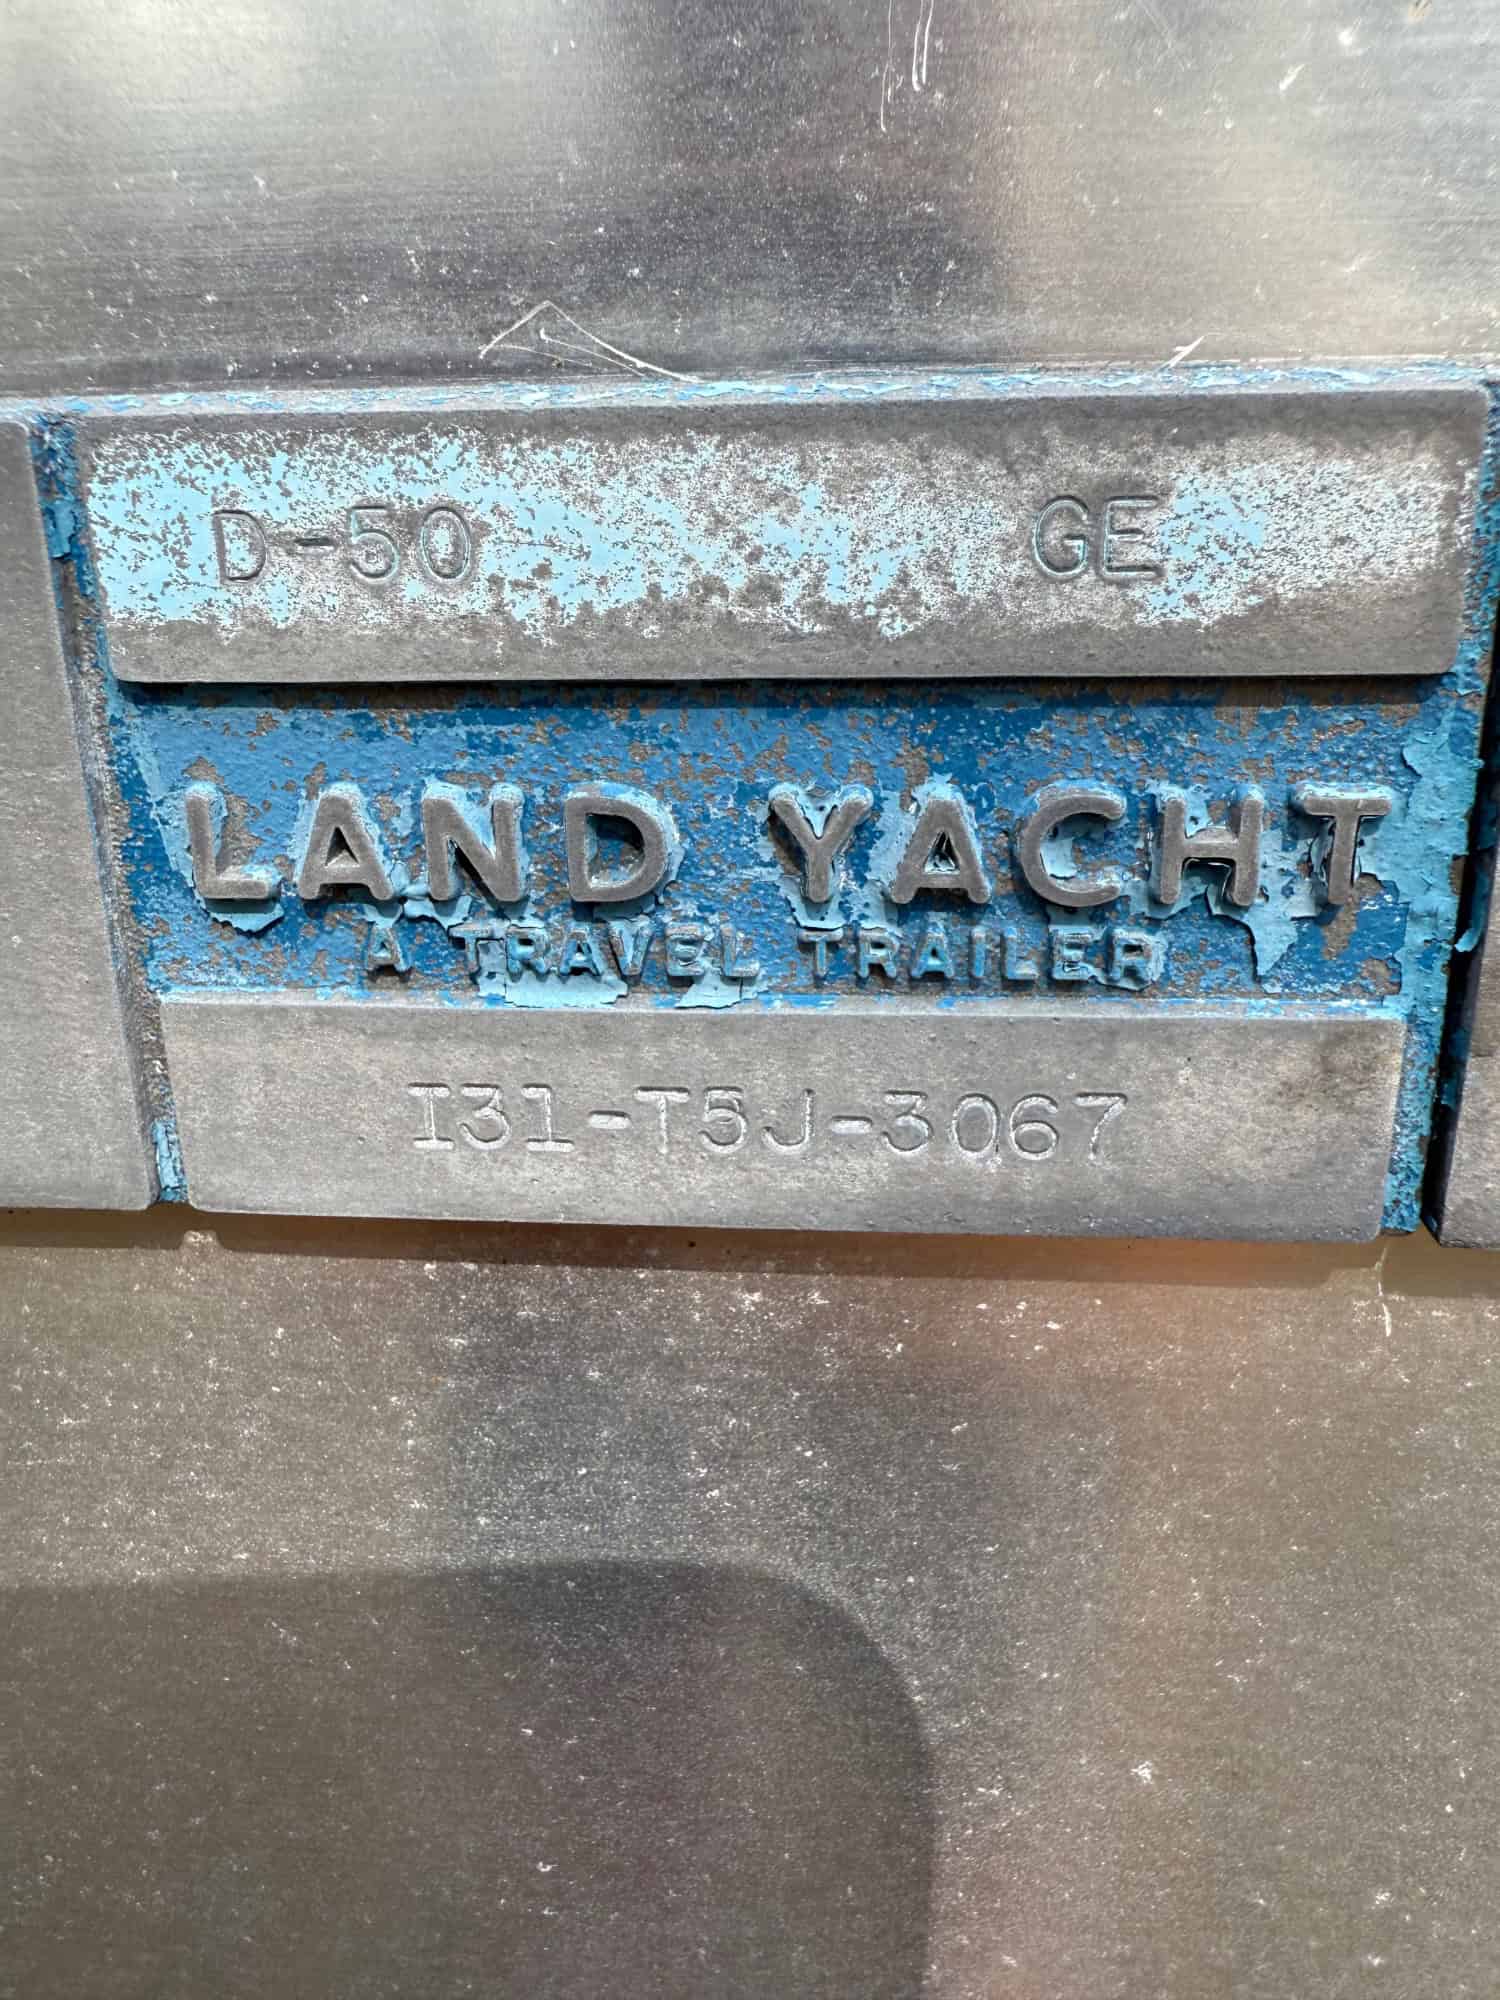 D-50 GE
LAND YACHT
A TRAVEL TRAILER
I31-T5J-3067